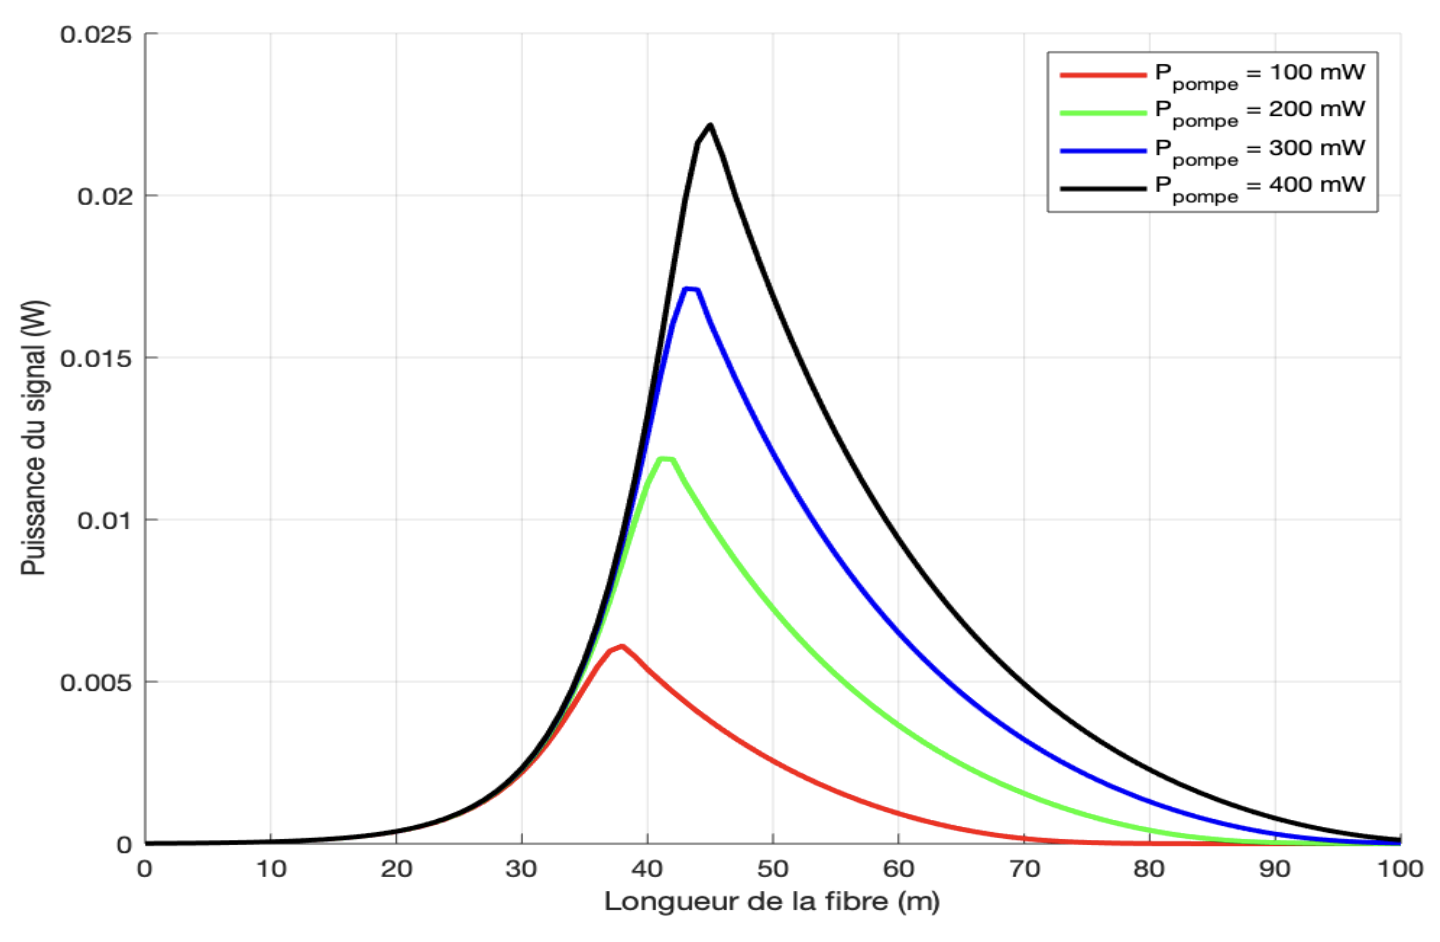 0.025
0.02
0.015
0.01
0.005
0
Puissance du signal (W)
P pompe = 100 mW
P pompe = 200 mW
P pompe = 300 mW
P pompe = 400 mW
0 10 20 30 40 50 60 70 80 90 100
Longueur de la fibre (m)